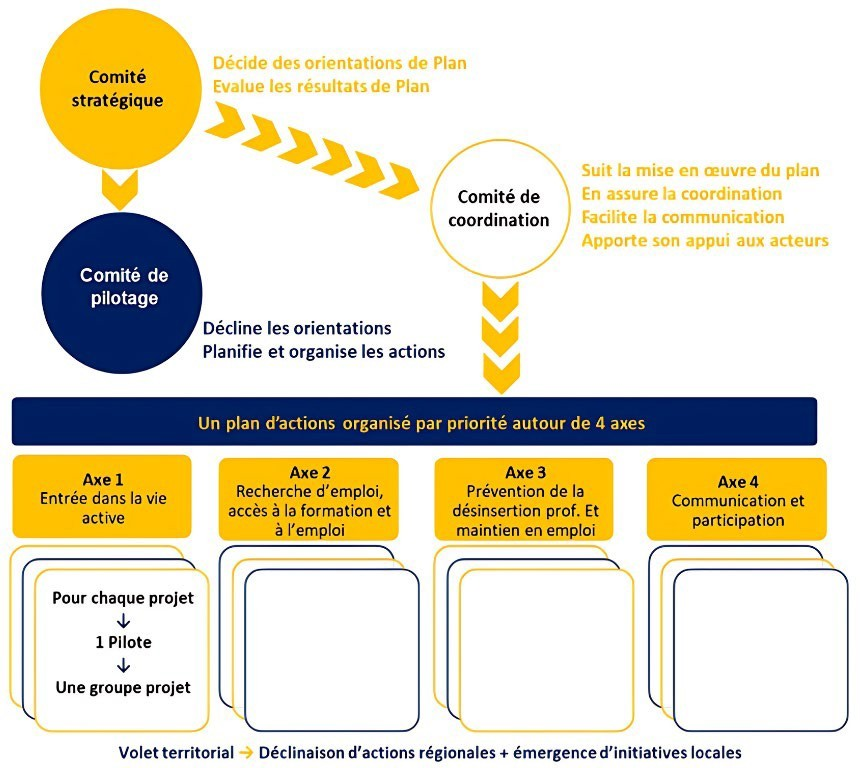 Comité
stratégique
Décide des orientations de Plan
Evalue les résultats de Plan
Comité de
coordination
Suit la mise en œuvre du plan
En assure la coordination
Facilite la communication
Apporte son appui aux acteurs
Comité de
pilotage
Décline les orientations
Planifie et organise les actions
Un plan d'actions organisé par priorité autour de 4 axes
Axe 1
Entrée dans la vie
active
Axe 2
Recherche d'emploi,
accès à la formation et
à l'emploi
Axe 3
Prévention de la
désinsertion prof. Et
maintien en emploi
Axe 4
Communication et
participation
Pour chaque projet
↓
1 Pilote
↓
Une groupe projet
Volet territorial → Déclinaison d'actions régionales + émergence d'initiatives locales